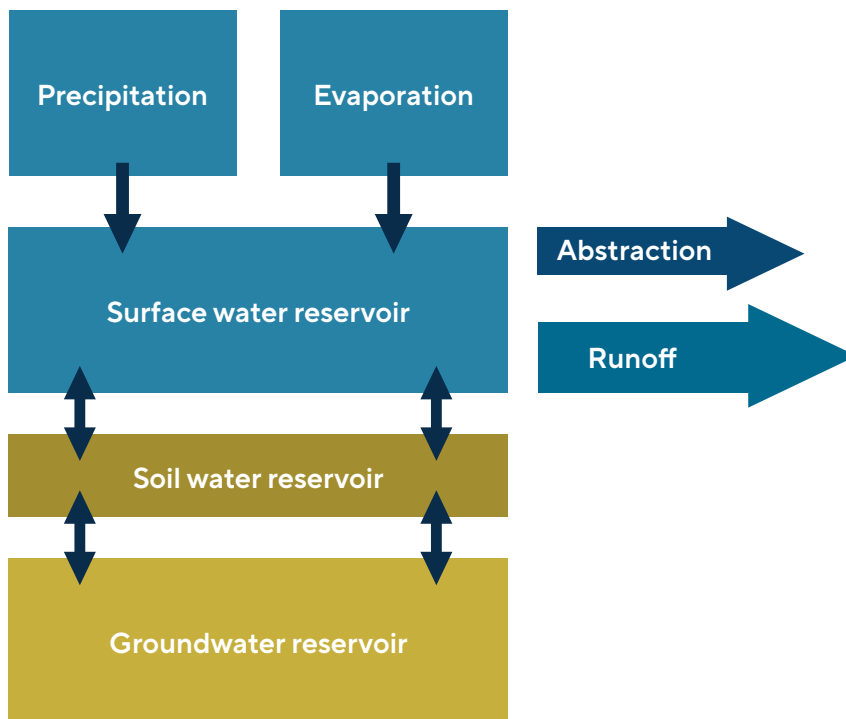 Precipitation
Evaporation
Abstraction
Surface water reservoir
Runoff
Soil water reservoir
Groundwater reservoir